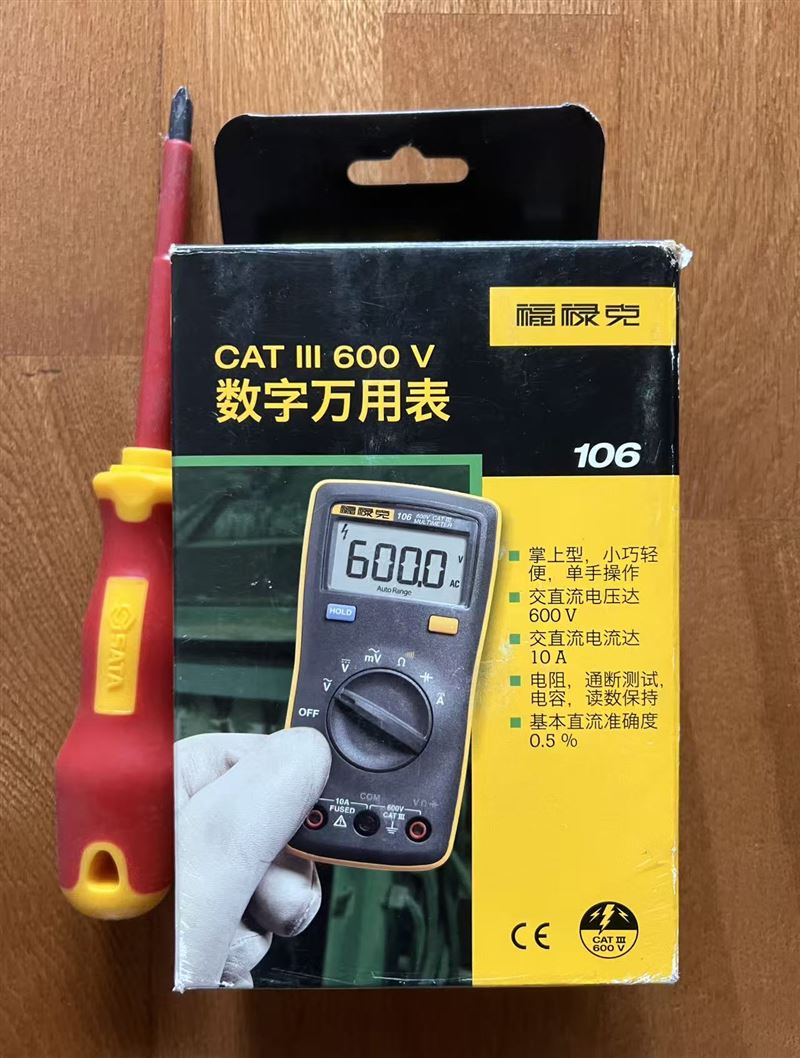 福禄克
CAT III 600 V
数字万用表
106
福禄克 106 600V CAT III
MULTIMETER
600.0 V
AC
Auto Range
HOLD
mV Ω
V
V
A
OFF
10A
FUSED
COM
600V
CAT III
V Ω
掌上型，小巧轻
便，单手操作
交直流电压达
600 V
交直流电流达
10 A
电阻，通断测试，
电容，读数保持
基本直流准确度
0.5 %
CE
CAT III
600 V
SATA